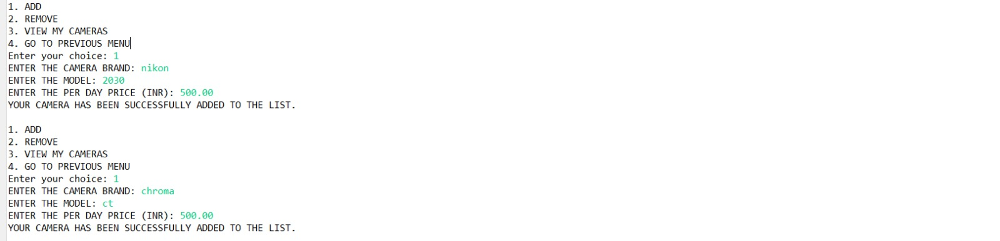 1. ADD
2. REMOVE
3. VIEW MY CAMERAS
4. GO TO PREVIOUS MENU
Enter your choice: 1
ENTER THE CAMERA BRAND: nikon
ENTER THE MODEL: 2030
ENTER THE PER DAY PRICE (INR): 500.00
YOUR CAMERA HAS BEEN SUCCESSFULLY ADDED TO THE LIST.

1. ADD
2. REMOVE
3. VIEW MY CAMERAS
4. GO TO PREVIOUS MENU
Enter your choice: 1
ENTER THE CAMERA BRAND: chroma
ENTER THE MODEL: ct
ENTER THE PER DAY PRICE (INR): 500.00
YOUR CAMERA HAS BEEN SUCCESSFULLY ADDED TO THE LIST.